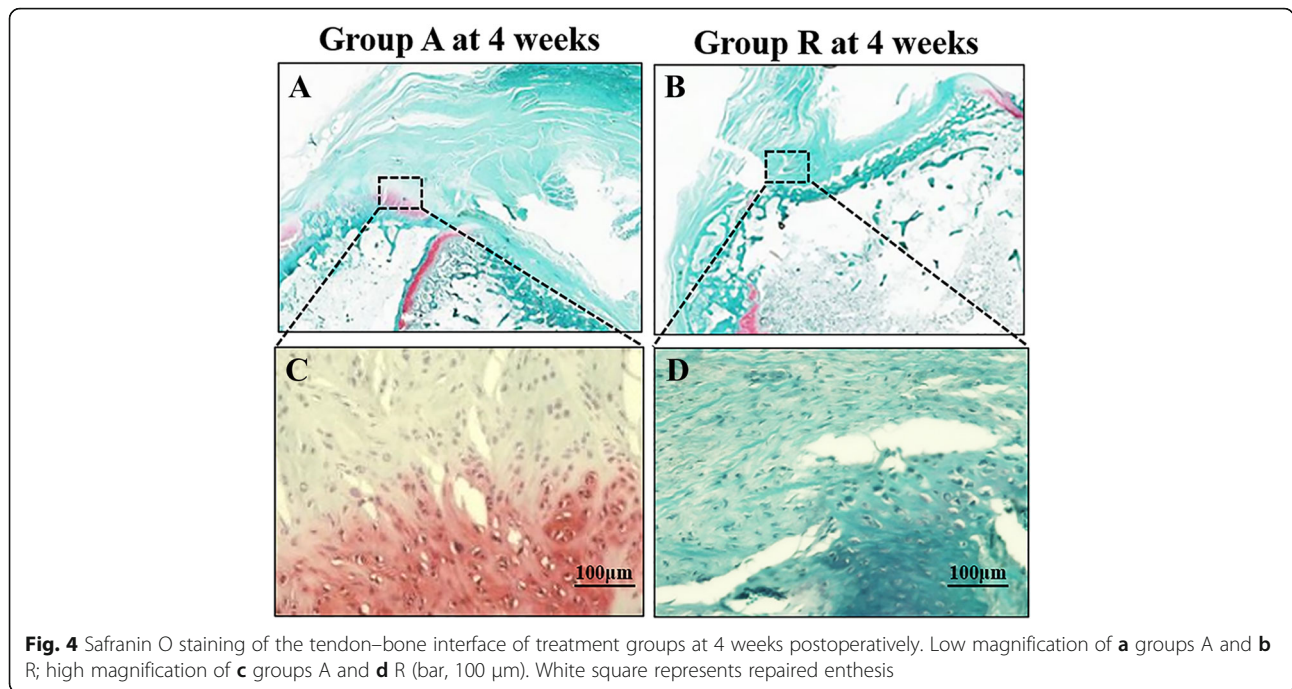 Group A at 4 weeks
Group R at 4 weeks
A
B
C
D
100µm
100µm
Fig. 4 Safranin O staining of the tendon–bone interface of treatment groups at 4 weeks postoperatively. Low magnification of a groups A and b
R; high magnification of c groups A and d R (bar, 100 µm). White square represents repaired enthesis